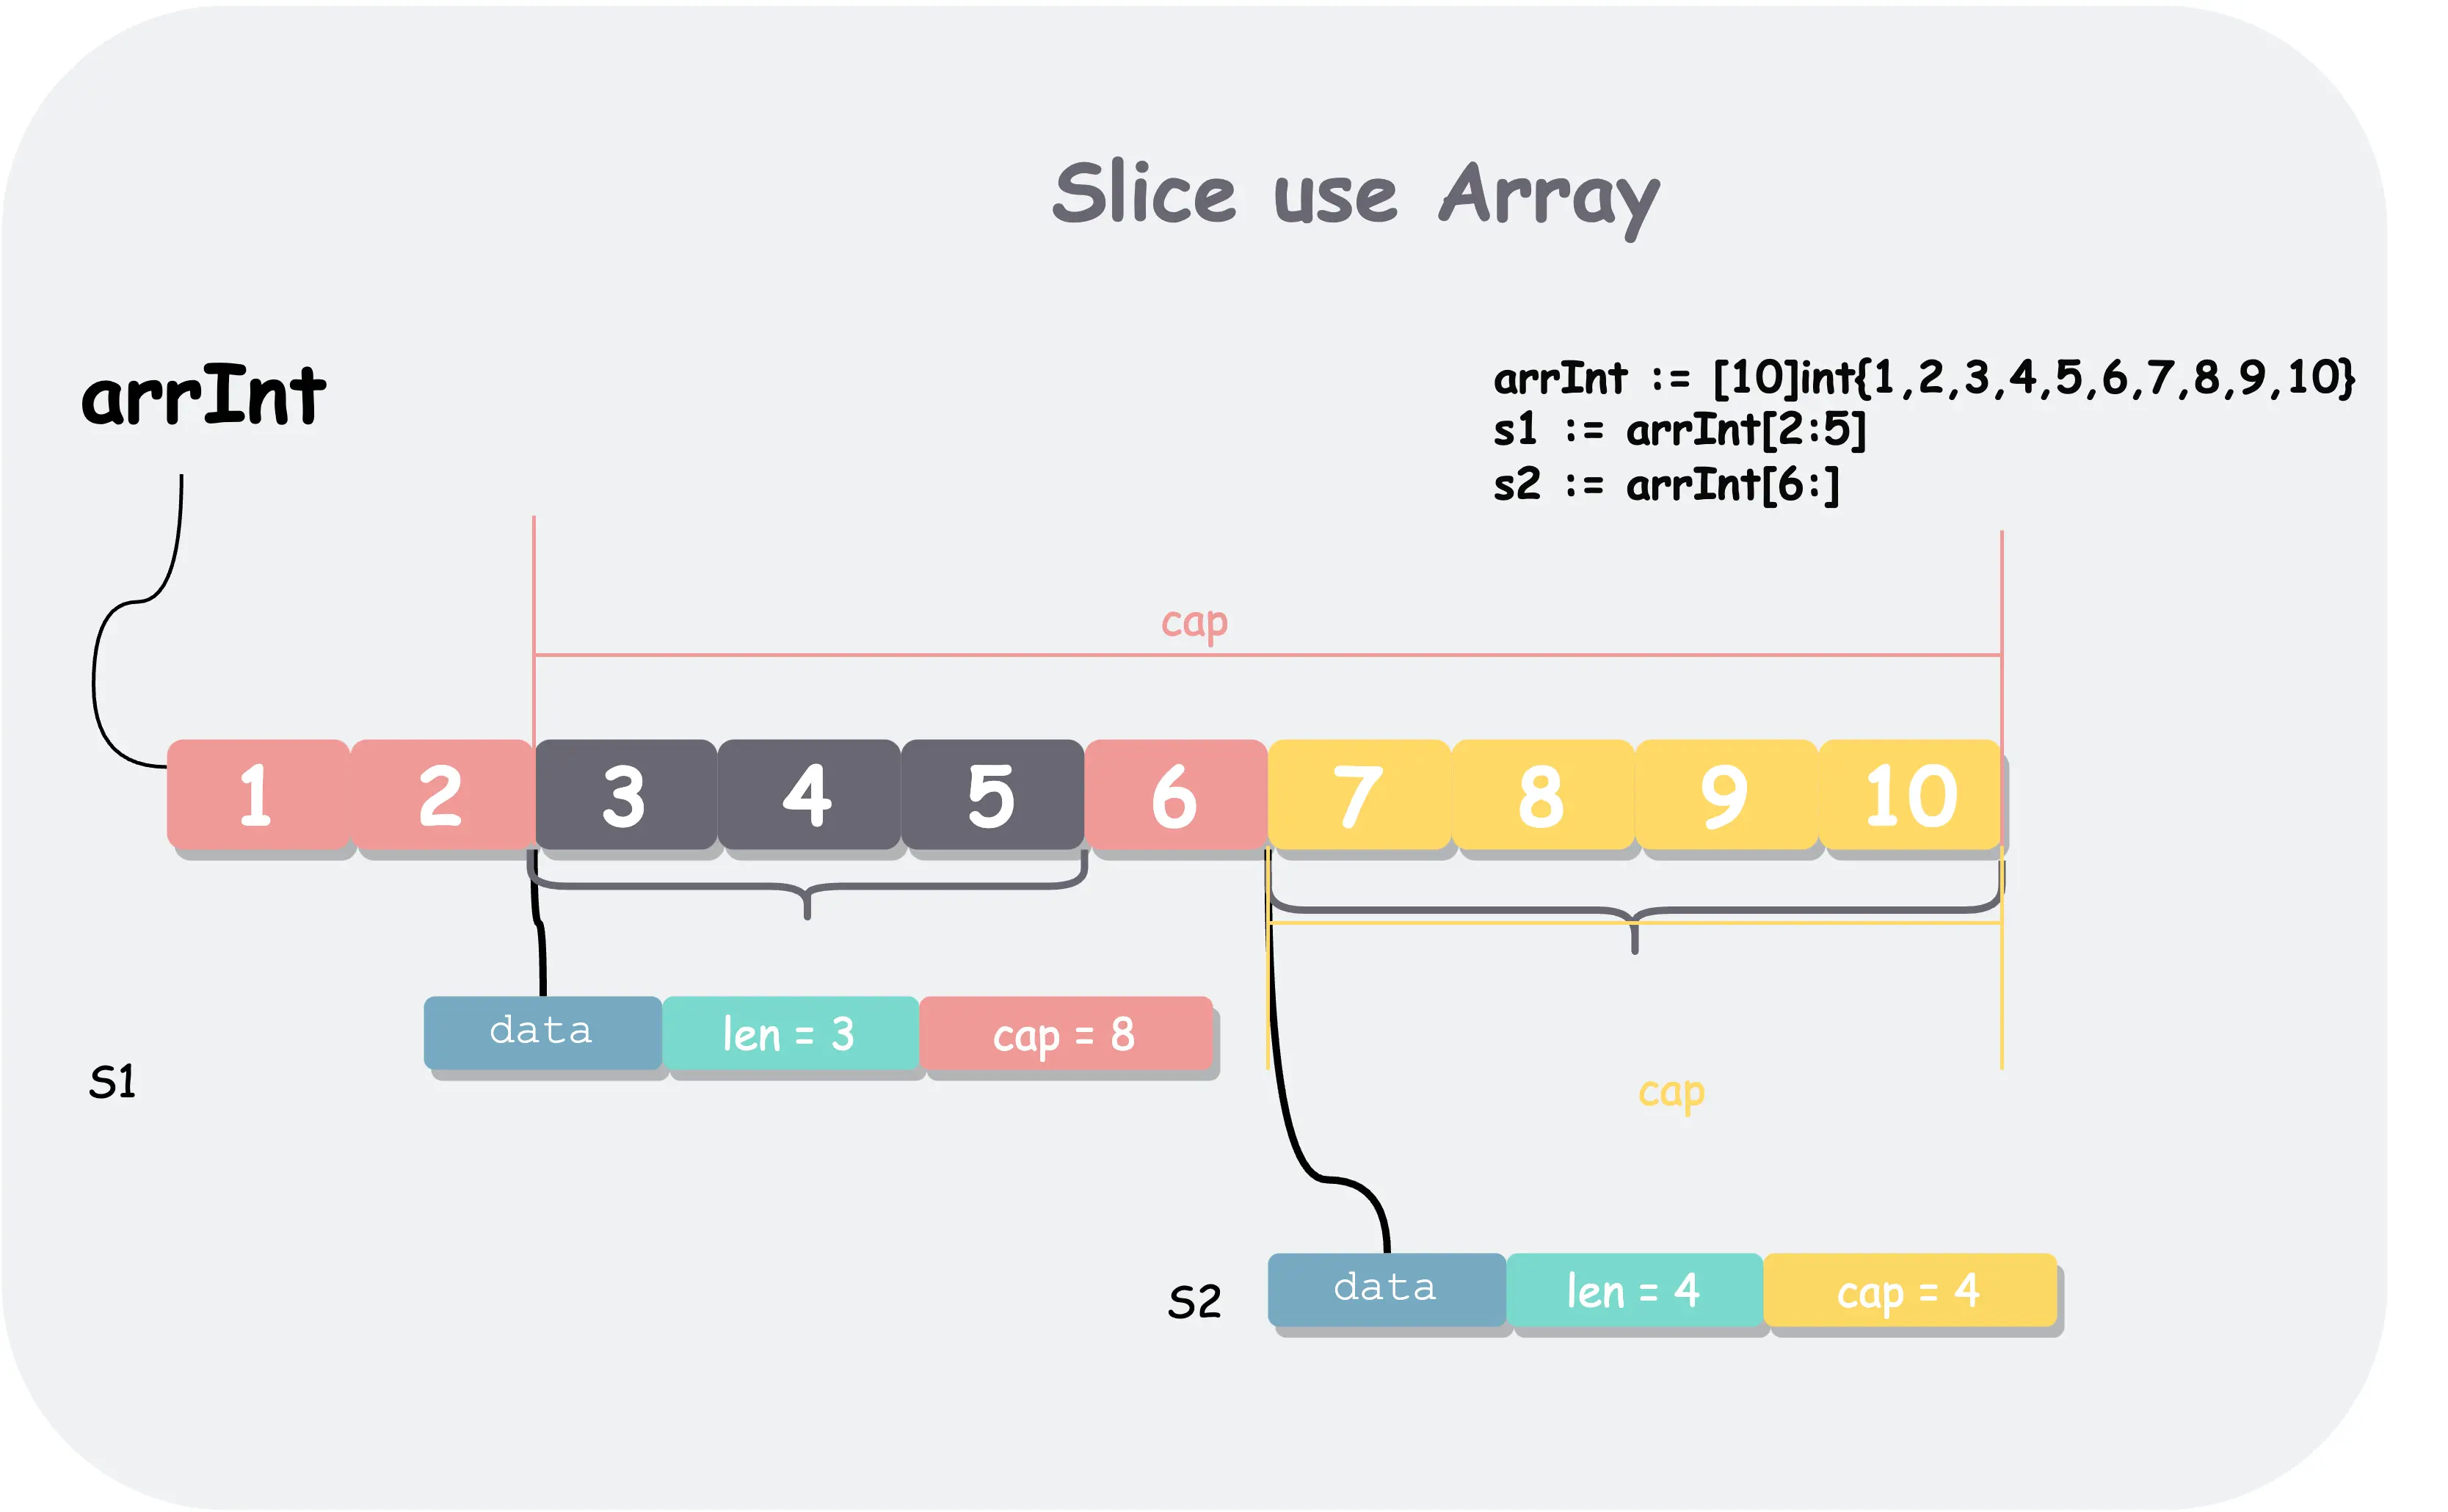 Slice use Array
arrInt
arrInt := [10]int{1,2,3,4,5,6,7,8,9,10}
s1 := arrInt[2:5]
s2 := arrInt[6:]
cap
1 2 3 4 5 6 7 8 9 10
data len = 3 cap = 8
S1
cap
data len = 4 cap = 4
S2